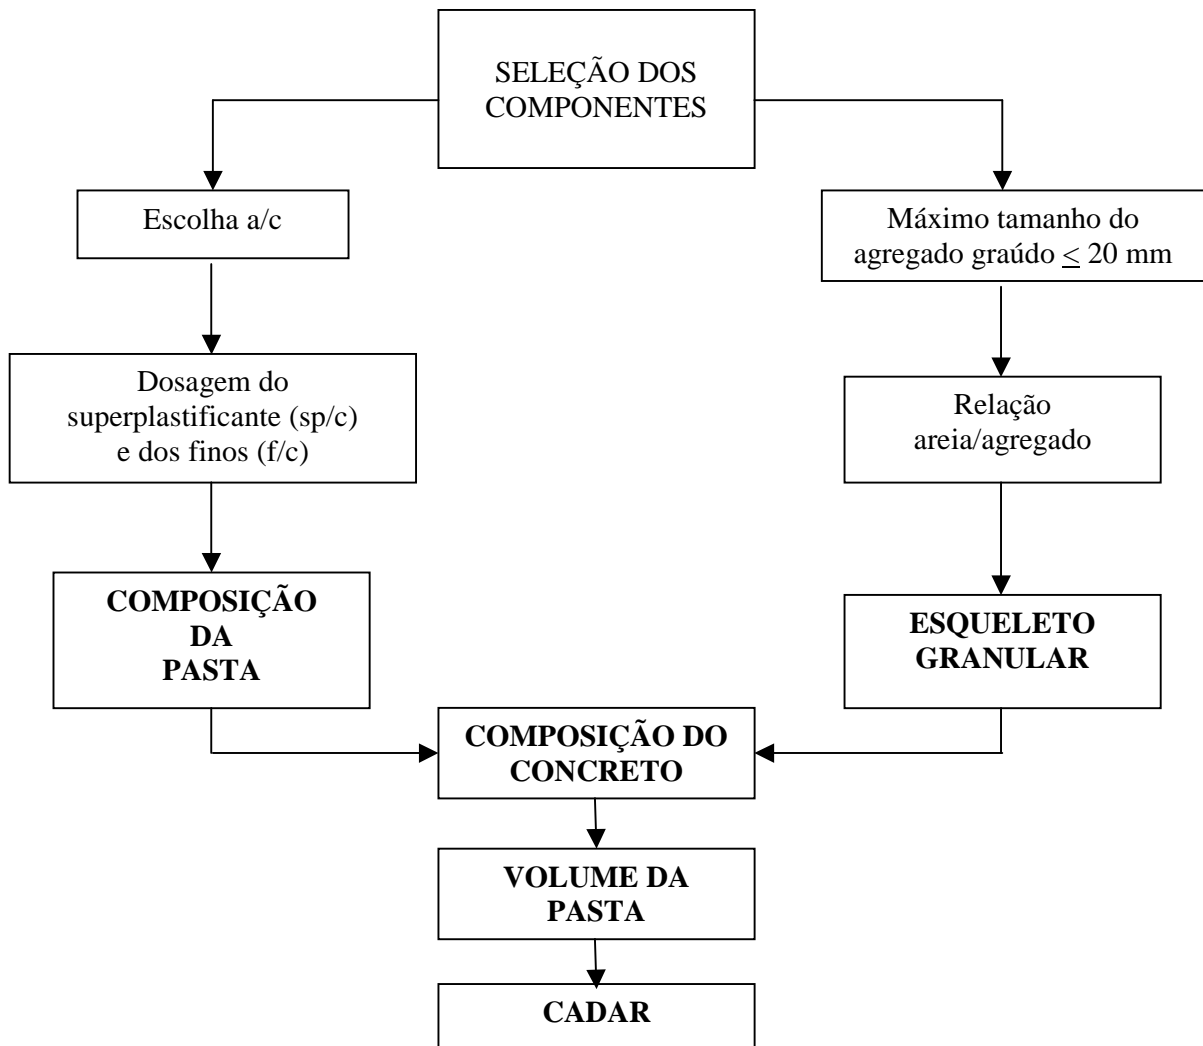 SELEÇÃO DOS
COMPONENTES
Escolha a/c
Máximo tamanho do
agregado graúdo ≤ 20 mm
Dosagem do
superplastificante (sp/c)
e dos finos (f/c)
Relação
areia/agregado
COMPOSIÇÃO
DA
PASTA
ESQUELETO
GRANULAR
COMPOSIÇÃO DO
CONCRETO
VOLUME DA
PASTA
CADAR